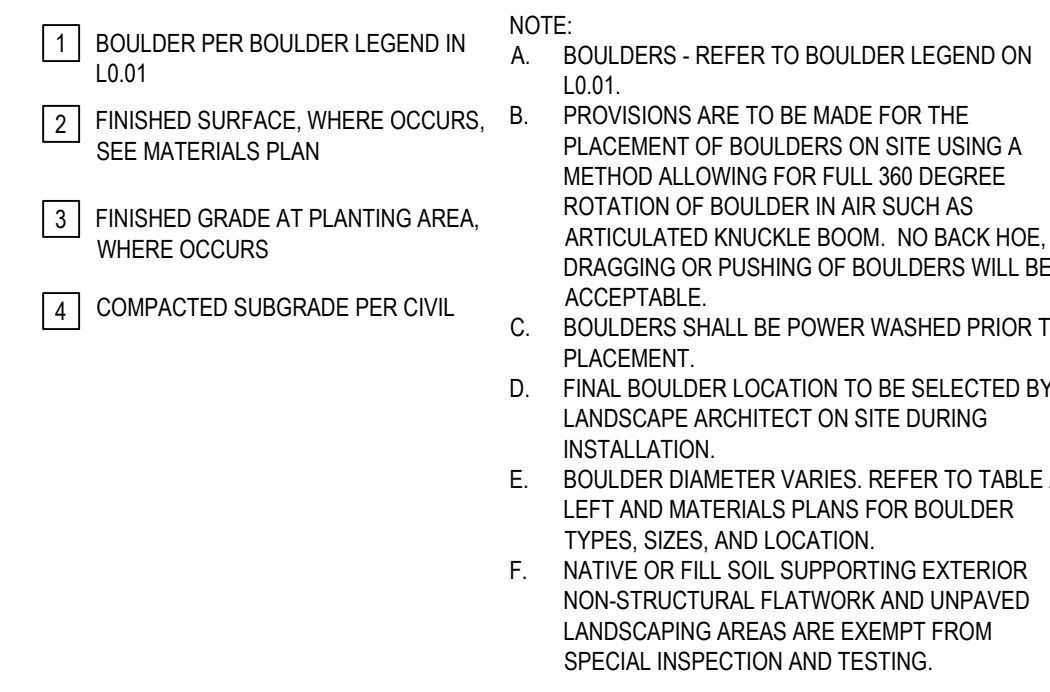 1 BOULDER PER BOULDER LEGEND IN
L0.01
2 FINISHED SURFACE, WHERE OCCURS,
SEE MATERIALS PLAN
3 FINISHED GRADE AT PLANTING AREA,
WHERE OCCURS
4 COMPACTED SUBGRADE PER CIVIL
NOTE:
A. BOULDERS - REFER TO BOULDER LEGEND ON
L0.01.
B. PROVISIONS ARE TO BE MADE FOR THE
PLACEMENT OF BOULDERS ON SITE USING A
METHOD ALLOWING FOR FULL 360 DEGREE
ROTATION OF BOULDER IN AIR SUCH AS
ARTICULATED KNUCKLE BOOM. NO BACK HOE,
DRAGGING OR PUSHING OF BOULDERS WILL BE
ACCEPTABLE.
C. BOULDERS SHALL BE POWER WASHED PRIOR
PLACEMENT.
D. FINAL BOULDER LOCATION TO BE SELECTED BY
LANDSCAPE ARCHITECT ON SITE DURING
INSTALLATION.
E. BOULDER DIAMETER VARIES. REFER TO TABLE
LEFT AND MATERIALS PLANS FOR BOULDER
TYPES, SIZES, AND LOCATION.
F. NATIVE OR FILL SOIL SUPPORTING EXTERIOR
NON-STRUCTURAL FLATWORK AND UNPAVED
LANDSCAPING AREAS ARE EXEMPT FROM
SPECIAL INSPECTION AND TESTING.